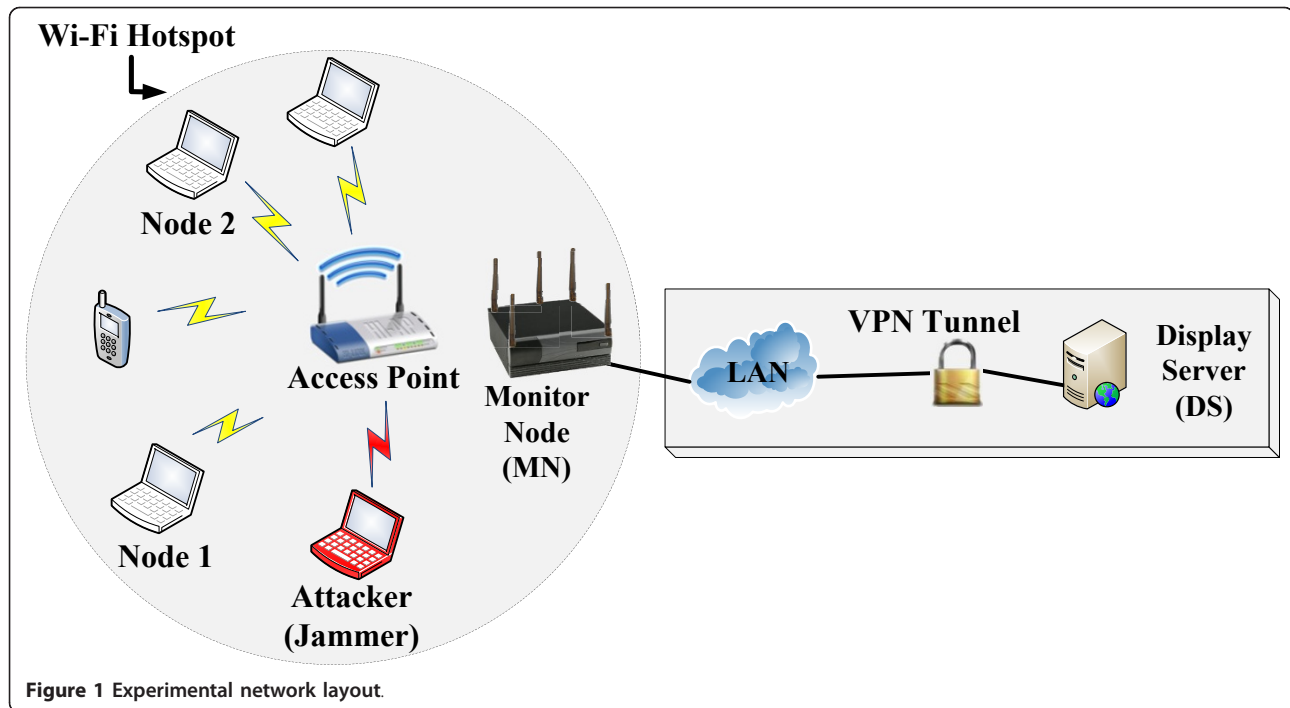 Wi-Fi Hotspot
Node 2
Access Point
Node 1
Attacker
(Jammer)
Monitor
Node
(MN)
LAN
VPN Tunnel
Display
Server
(DS)
Figure 1 Experimental network layout.